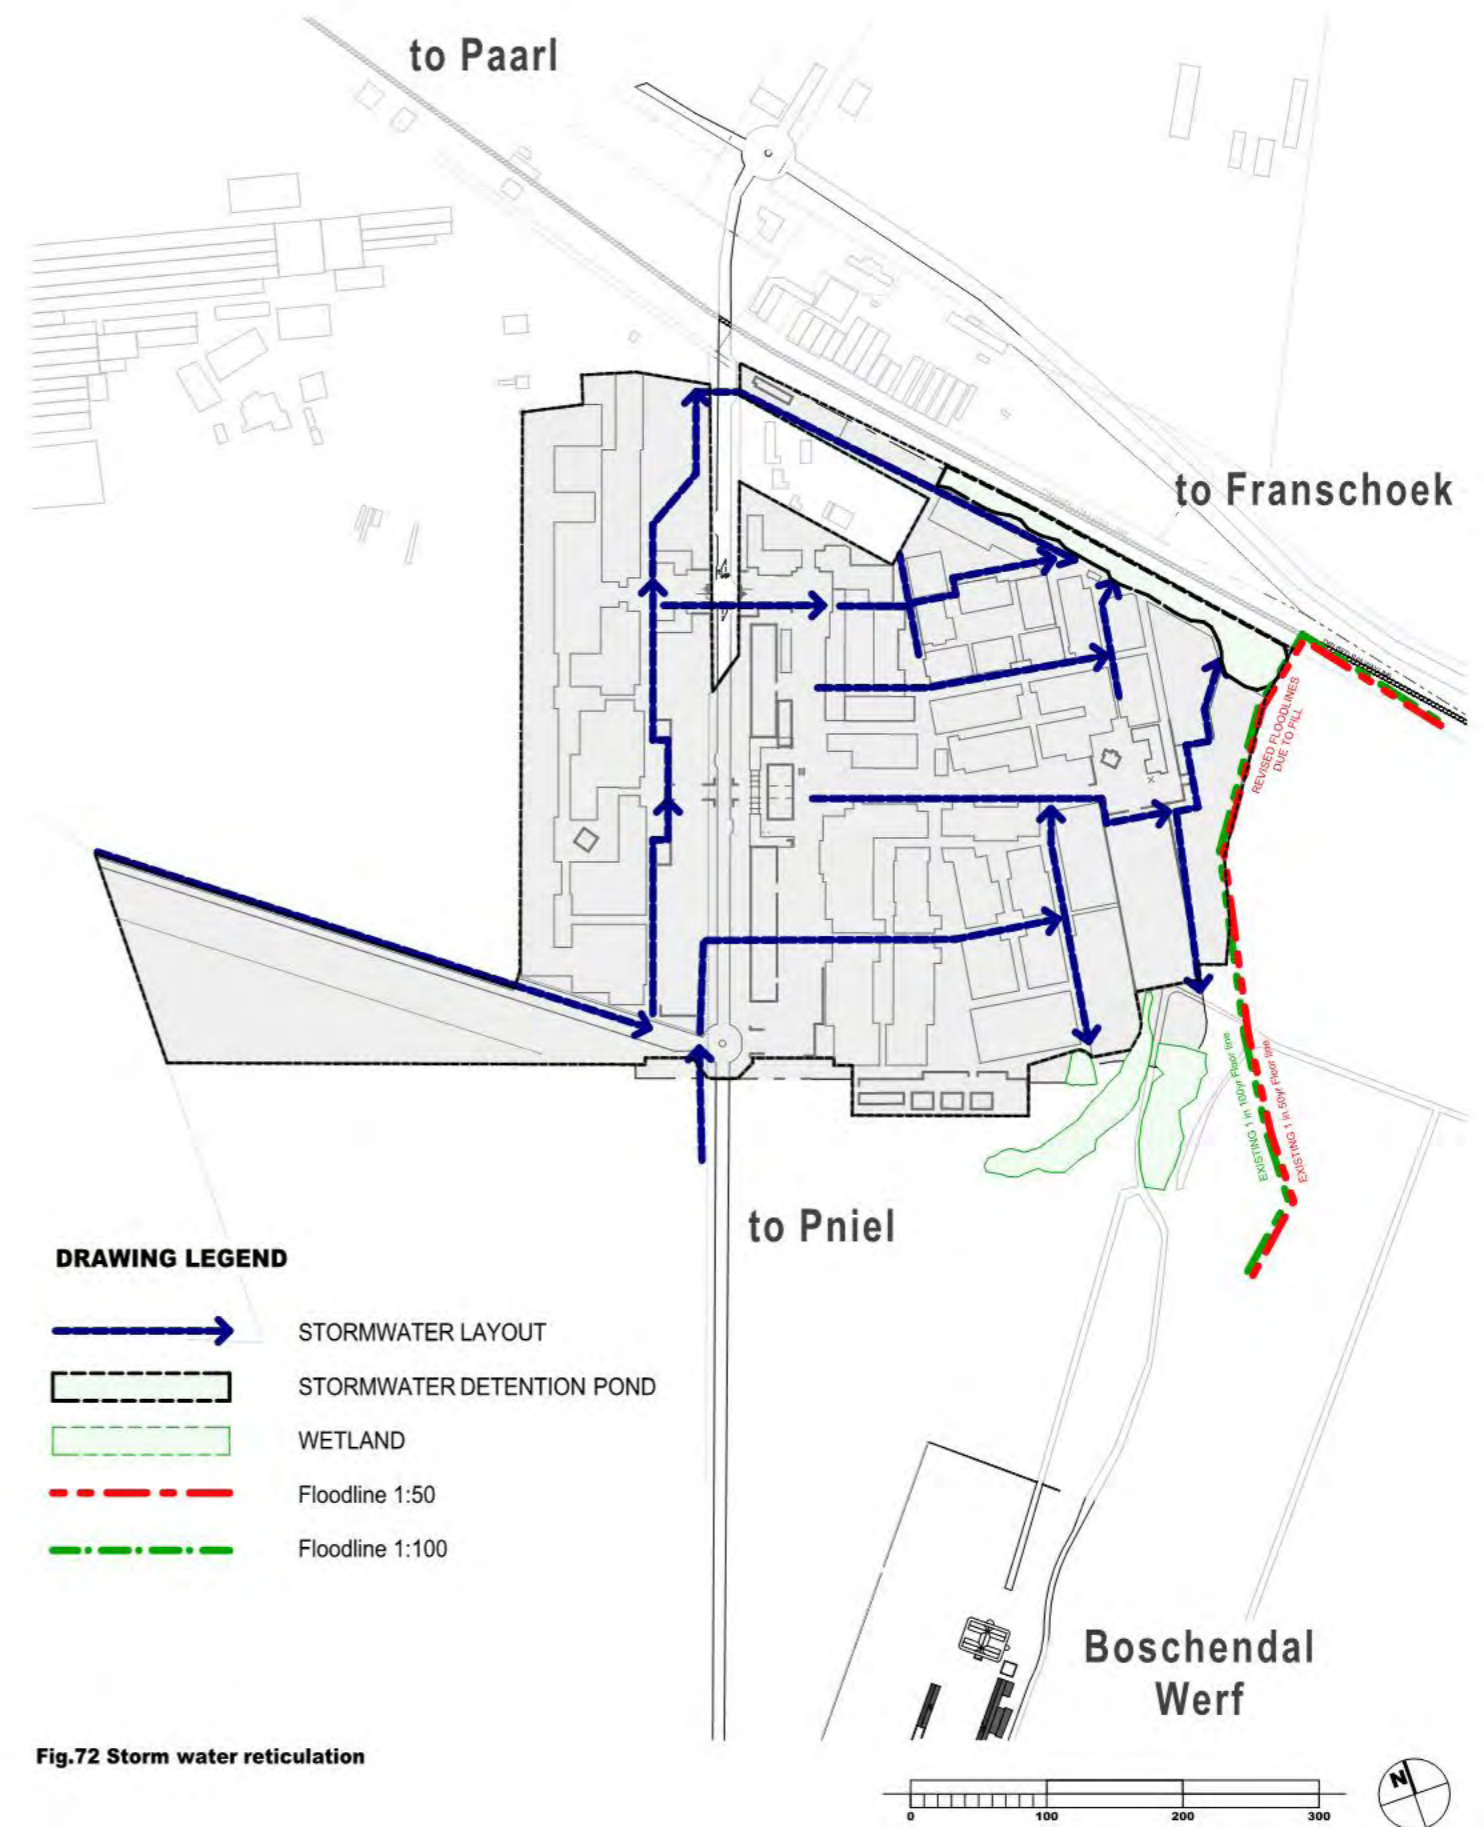 to Paarl
to Franschoek
REVISED FLOODLINES
DUE TO FILL
EXISTING 1 in 100yr Floor line
EXISTING 1 in 50yr Floor line
to Pniel
DRAWING LEGEND
STORMWATER LAYOUT
STORMWATER DETENTION POND
WETLAND
Floodline 1:50
Floodline 1:100
Boschendal
Werf
Fig.72 Storm water reticulation
0 100 200 300
N